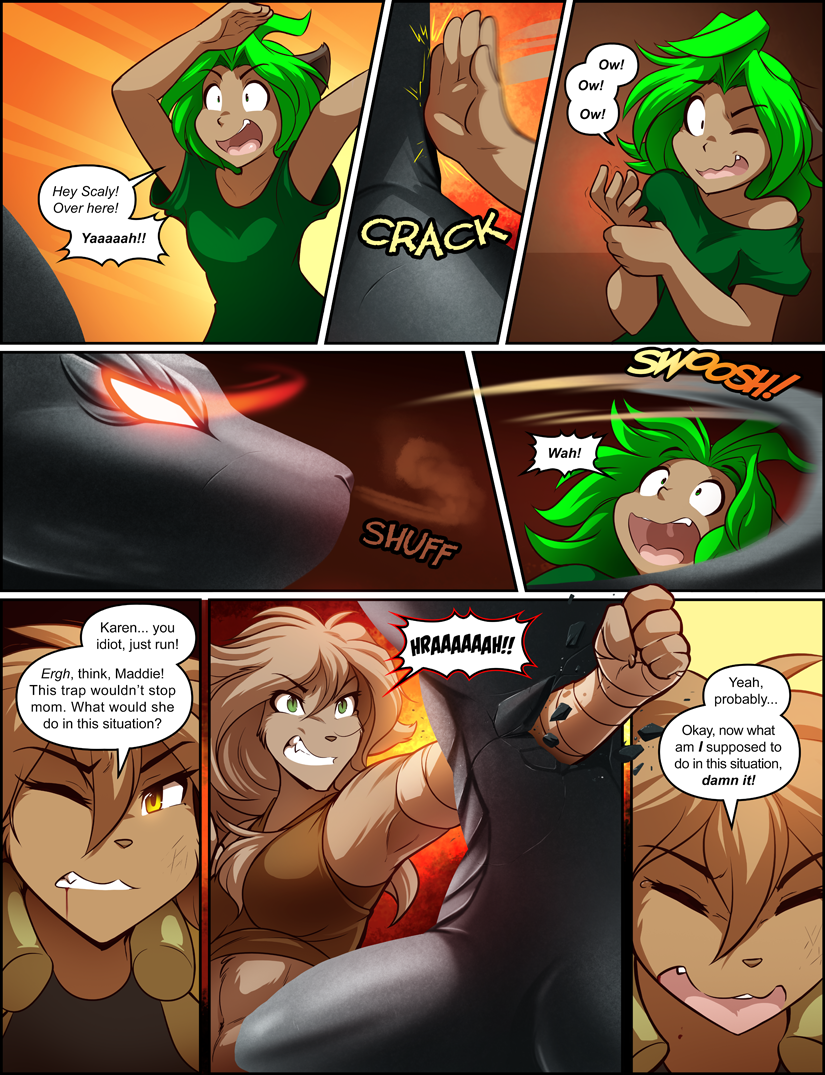 Hey Scaly!
Over here!
Yaaaaah!!
CRACK
Ow!
Ow!
Ow!
SHUFF
SWOOSH!
Wah!
Karen... you
idiot, just run!
Ergh, think, Maddie!
This trap wouldn't stop
mom. What would she
do in this situation?
HRAAAAAAH!!
Yeah,
probably...
Okay, now what
am I supposed to
do in this situation,
damn it!